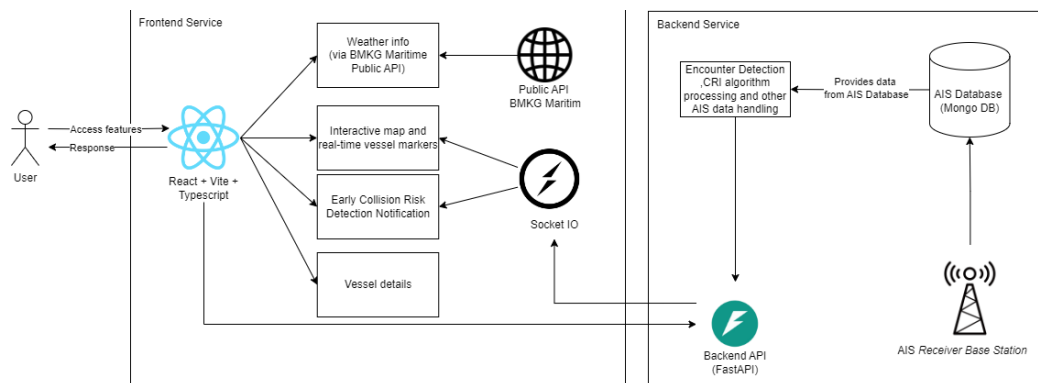 Frontend Service
Backend Service
Weather info
(via BMKG Maritime
Public API)
Public API
BMKG Maritim
Encounter Detection
,CRI algorithm
processing and other
AIS data handling
Provides data
from AIS Database
AIS Database
(Mongo DB)
Access features
Response
User
React + Vite +
Typescript
Interactive map and
real-time vessel markers
Early Collision Risk
Detection Notification
Socket IO
Vessel details
Backend API
(FastAPI)
AIS Receiver Base Station